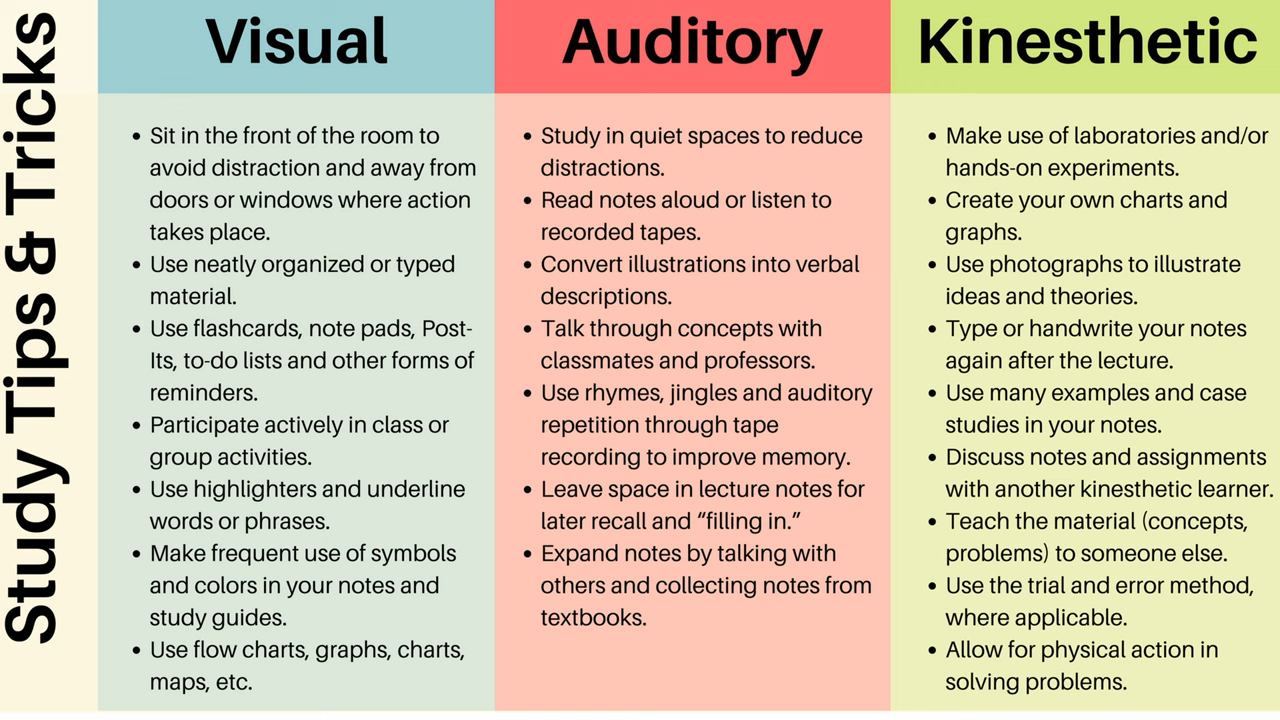 Study Tips & Tricks
Visual
• Sit in the front of the room to
avoid distraction and away from
doors or windows where action
takes place.
• Use neatly organized or typed
material.
• Use flashcards, note pads, Post-
Its, to-do lists and other forms of
reminders.
• Participate actively in class or
group activities.
• Use highlighters and underline
words or phrases.
• Make frequent use of symbols
and colors in your notes and
study guides.
• Use flow charts, graphs, charts,
maps, etc.
Auditory
• Study in quiet spaces to reduce
distractions.
• Read notes aloud or listen to
recorded tapes.
• Convert illustrations into verbal
descriptions.
• Talk through concepts with
classmates and professors.
• Use rhymes, jingles and auditory
repetition through tape
recording to improve memory.
• Leave space in lecture notes for
later recall and “filling in.”
• Expand notes by talking with
others and collecting notes from
textbooks.
Kinesthetic
• Make use of laboratories and/or
hands-on experiments.
• Create your own charts and
graphs.
• Use photographs to illustrate
ideas and theories.
• Type or handwrite your notes
again after the lecture.
• Use many examples and case
studies in your notes.
• Discuss notes and assignments
with another kinesthetic learner.
• Teach the material (concepts,
problems) to someone else.
• Use the trial and error method,
where applicable.
• Allow for physical action in
solving problems.